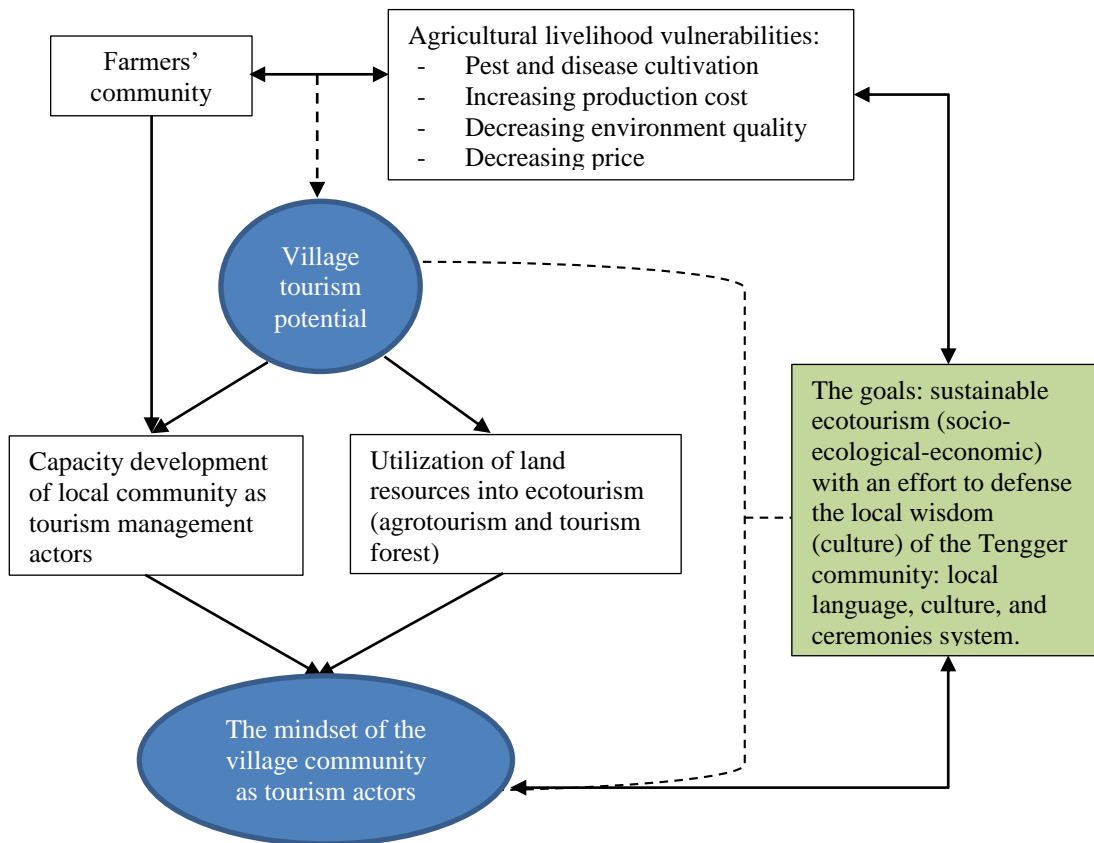 Farmers'
community
Agricultural livelihood vulnerabilities:
- Pest and disease cultivation
- Increasing production cost
- Decreasing environment quality
- Decreasing price
Village
tourism
potential
Capacity development
of local community as
tourism management
actors
Utilization of land
resources into ecotourism
(agrotourism and tourism
forest)
The goals: sustainable
ecotourism (socio-
ecological-economic)
with an effort to defense
the local wisdom
(culture) of the Tengger
community: local
language, culture, and
ceremonies system.
The mindset of the
village community
as tourism actors